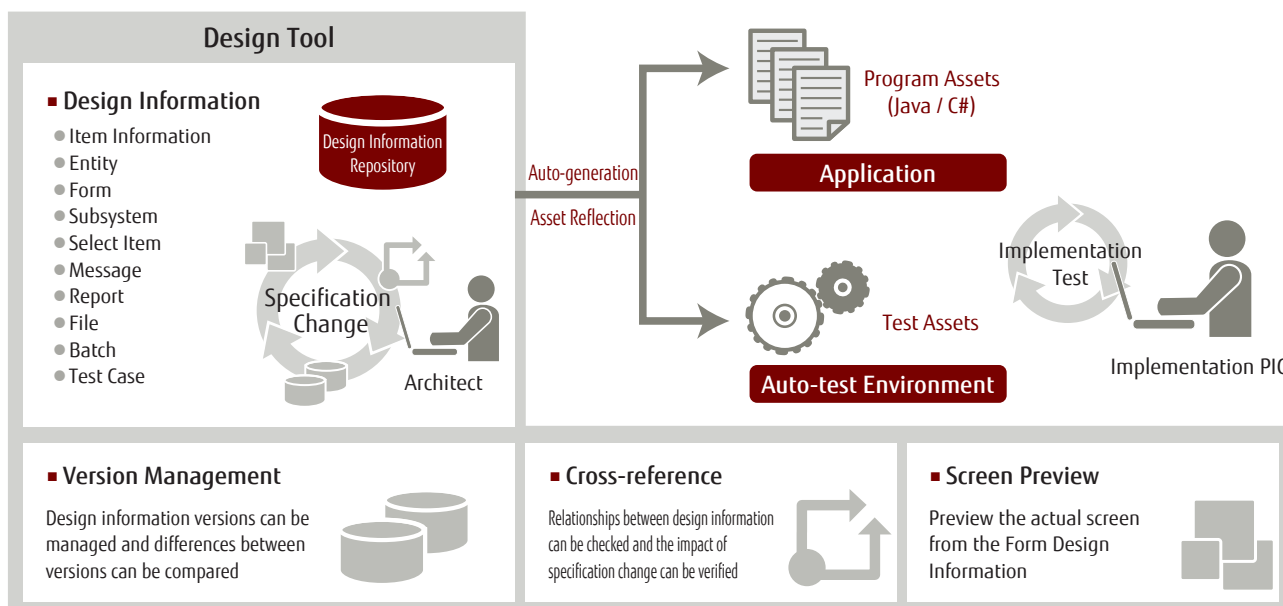 Design Tool
Design Information
Item Information
Entity
Form
Subsystem
Select Item
Message
Report
File
Batch
Test Case
Design Information
Repository
Specification
Change
Architect
Auto-generation
Asset Reflection
Program Assets
(Java / C#)
Application
Test Assets
Auto-test Environment
Implementation
Test
Implementation PIC
Version Management
Design information versions can be
managed and differences between
versions can be compared
Cross-reference
Relationships between design information
can be checked and the impact of
specification change can be verified
Screen Preview
Preview the actual screen
from the Form Design
Information